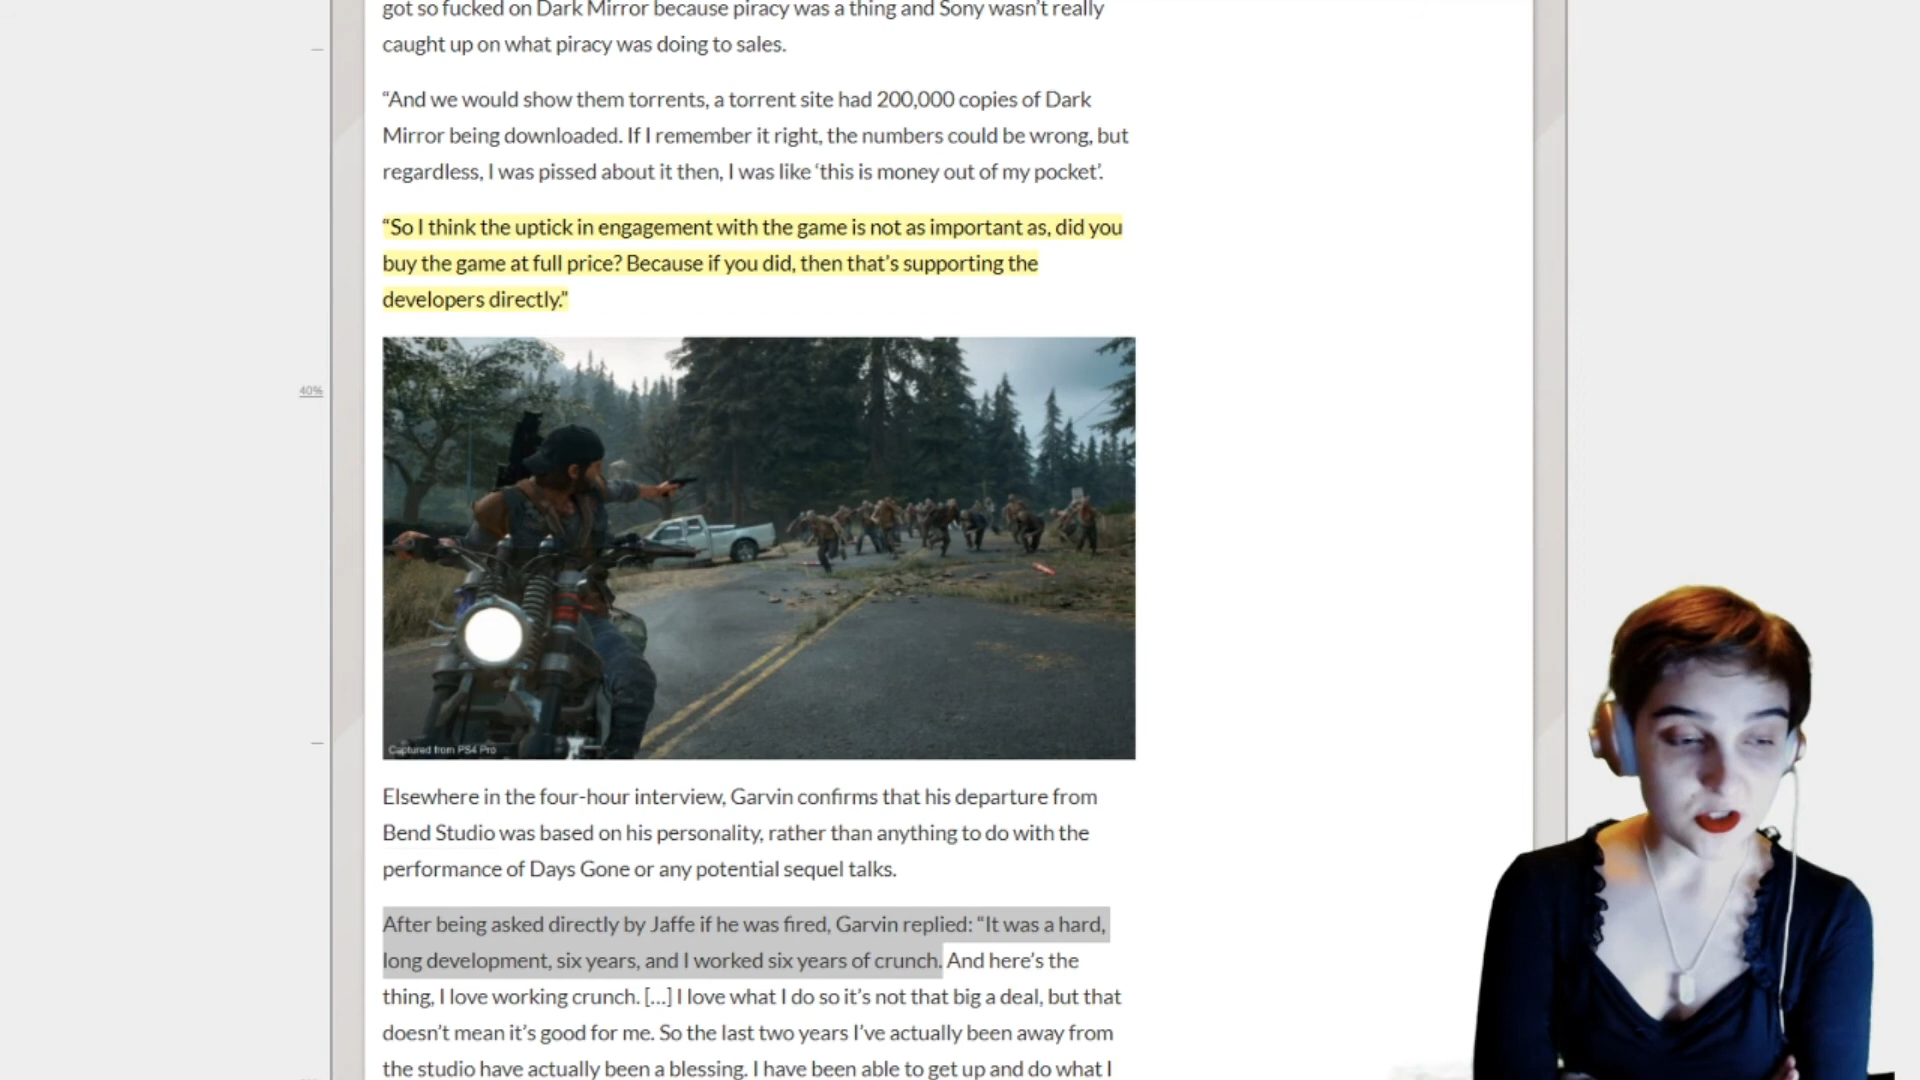 got so fucked on Dark Mirror because piracy was a thing and Sony wasn’t really
caught up on what piracy was doing to sales.
“And we would show them torrents, a torrent site had 200,000 copies of Dark
Mirror being downloaded. If I remember it right, the numbers could be wrong, but
regardless, I was pissed about it then, I was like ‘this is money out of my pocket’.
“So I think the uptick in engagement with the game is not as important as, did you
buy the game at full price? Because if you did, then that’s supporting the
developers directly.”
40%
Captured from PS4 Pro
Elsewhere in the four-hour interview, Garvin confirms that his departure from
Bend Studio was based on his personality, rather than anything to do with the
performance of Days Gone or any potential sequel talks.
After being asked directly by Jaffe if he was fired, Garvin replied: “It was a hard,
long development, six years, and I worked six years of crunch. And here’s the
thing, I love working crunch. [...] I love what I do so it’s not that big a deal, but that
doesn’t mean it’s good for me. So the last two years I’ve actually been away from
the studio have actually been a blessing. I have been able to get up and do what I